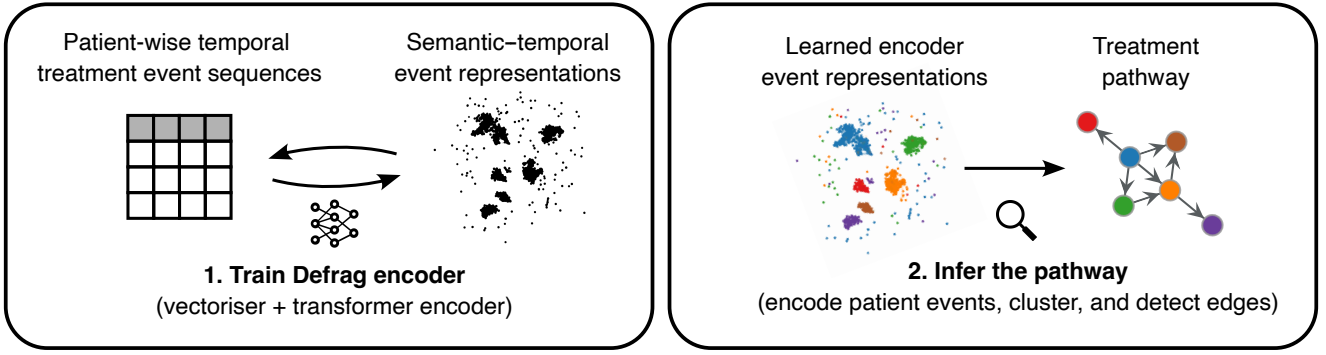 Patient-wise temporal
treatment event sequences
Semantic–temporal
event representations
1. Train Defrag encoder
(vectoriser + transformer encoder)
Learned encoder
event representations
Treatment
pathway
2. Infer the pathway
(encode patient events, cluster, and detect edges)